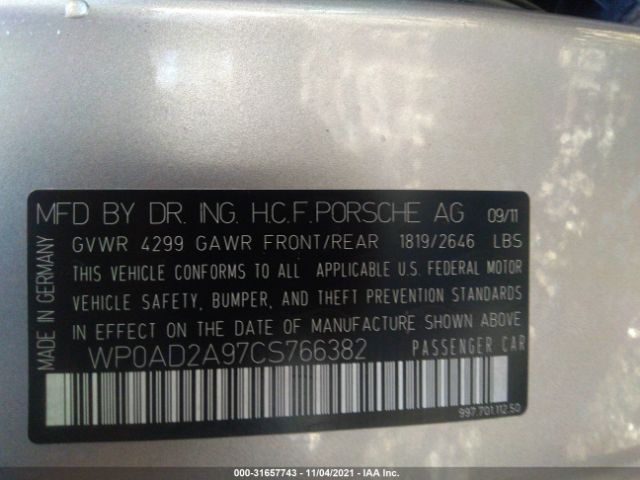 MFD BY DR. ING. H.C.F.PORSCHE AG 09/11
GVWR 4299 GAWR FRONT/REAR 1819/2646 LBS
THIS VEHICLE CONFORMS TO ALL APPLICABLE U.S. FEDERAL MOTOR
VEHICLE SAFETY, BUMPER, AND THEFT PREVENTION STANDARDS
IN EFFECT ON THE DATE OF MANUFACTURE SHOWN ABOVE
WP0AD2A97CS766382 PASSENGER CAR
997.701.112.50
MADE IN GERMANY
000-31657743 - 11/04/2021 - IAA Inc.